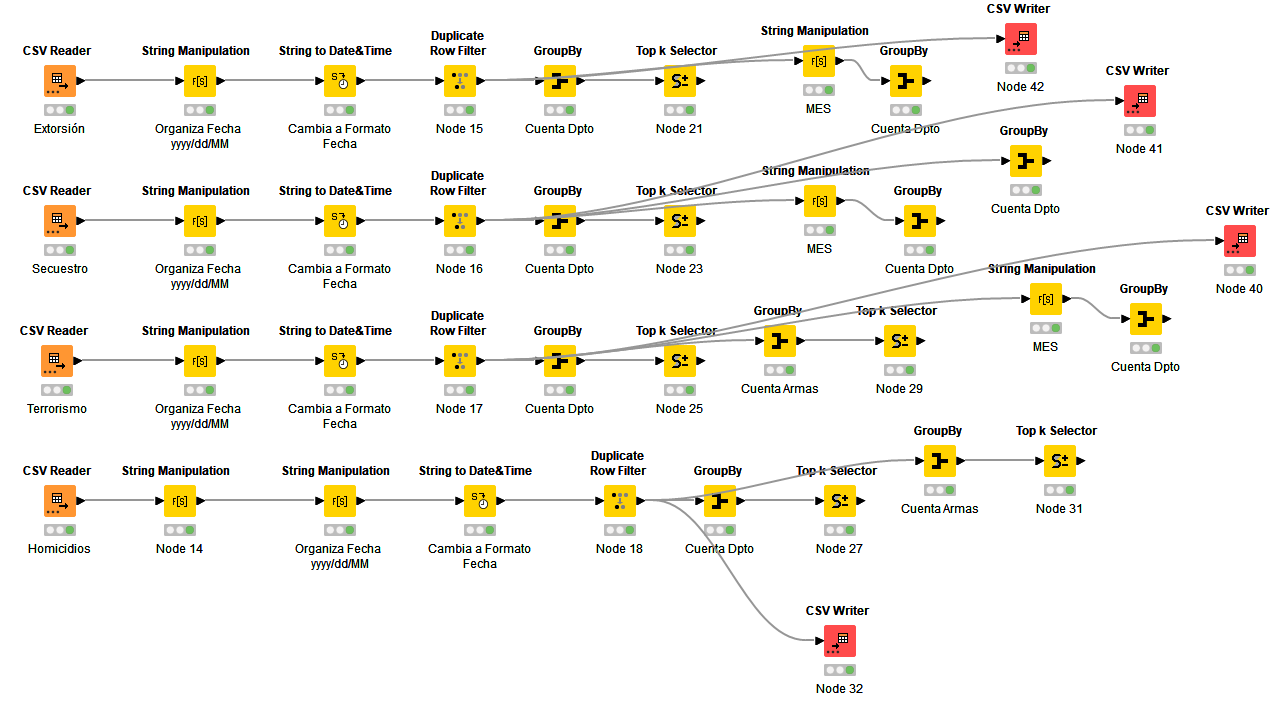 CSV Writer
CSV Reader
String Manipulation
String to Date&Time
Duplicate
Row Filter
GroupBy
Top k Selector
String Manipulation
GroupBy
Node 42
CSV Writer
Extorsión
Organiza Fecha
yyyy/dd/MM
Cambia a Formato
Fecha
Node 15
Cuenta Dpto
Node 21
MES
Cuenta Dpto
Node 41
GroupBy
Cuenta Dpto
CSV Reader
String Manipulation
String to Date&Time
Duplicate
Row Filter
GroupBy
Top k Selector
String Manipulation
GroupBy
Secuestro
Organiza Fecha
yyyy/dd/MM
Cambia a Formato
Fecha
Node 16
Cuenta Dpto
Node 23
MES
Cuenta Dpto
CSV Writer
Node 40
CSV Reader
String Manipulation
String to Date&Time
Duplicate
Row Filter
GroupBy
Top k Selector
GroupBy
Top k Selector
String Manipulation
GroupBy
Terrorismo
Organiza Fecha
yyyy/dd/MM
Cambia a Formato
Fecha
Node 17
Cuenta Dpto
Node 25
Cuenta Armas
Node 29
MES
Cuenta Dpto
CSV Reader
String Manipulation
String Manipulation
String to Date&Time
Duplicate
Row Filter
GroupBy
Top k Selector
GroupBy
Top k Selector
Homicidios
Node 14
Organiza Fecha
yyyy/dd/MM
Cambia a Formato
Fecha
Node 18
Cuenta Dpto
Node 27
Cuenta Armas
Node 31
CSV Writer
Node 32